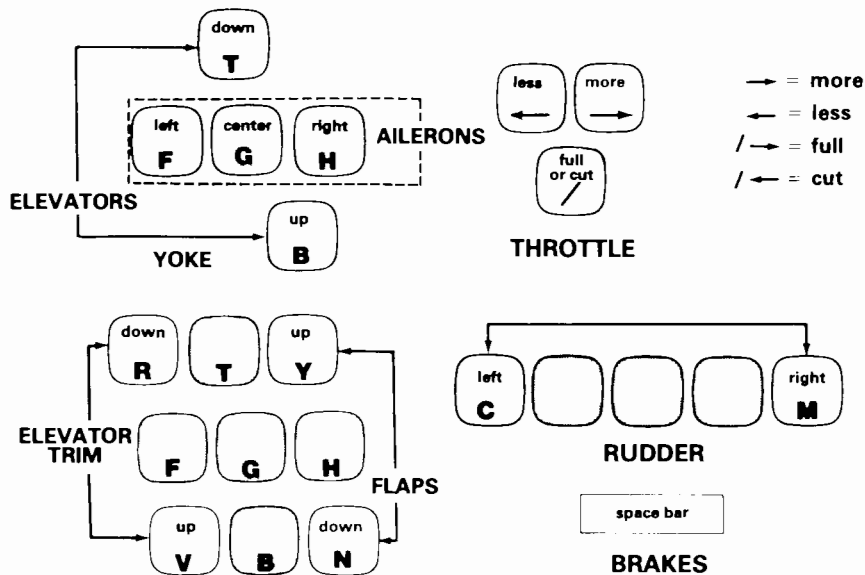 down
T
left center right
F G H
AILERONS
ELEVATORS
up
B
YOKE
less more
← →
full
or cut
/
THROTTLE
→ = more
← = less
/ → = full
/ ← = cut
down up
R T Y
ELEVATOR
TRIM
F G H
FLAPS
up down
V B N
left right
C M
RUDDER
space bar
BRAKES